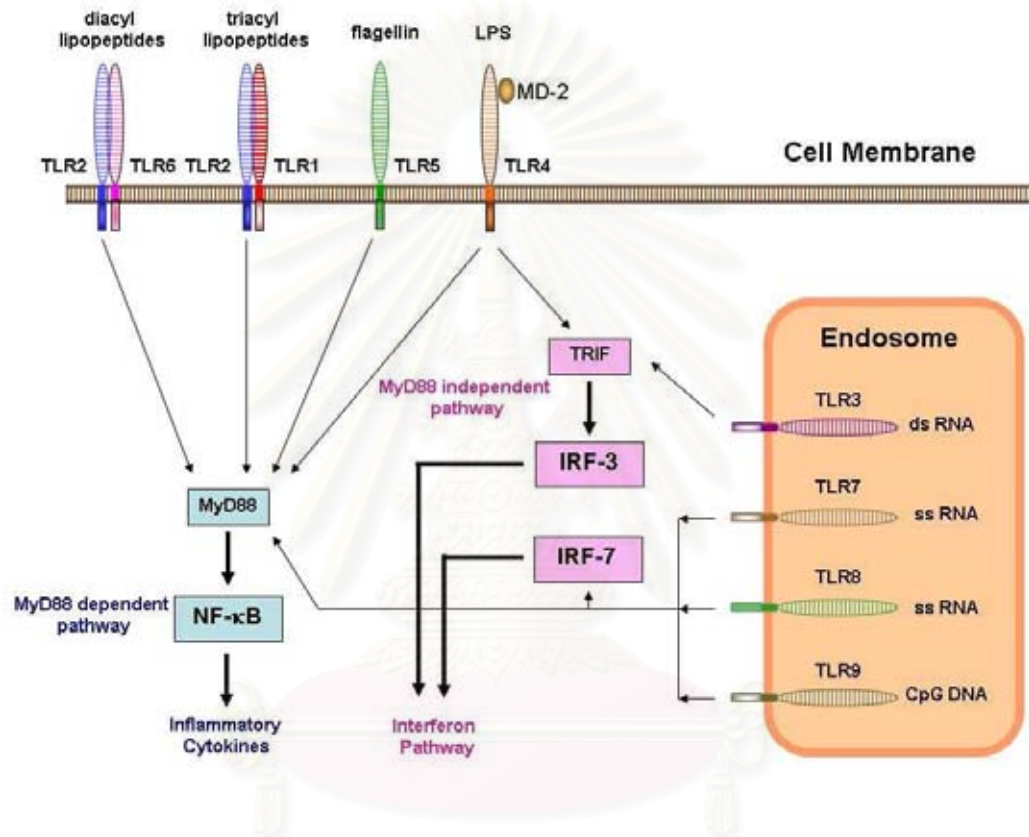 diacyl
lipopeptides
triacyl
lipopeptides
flagellin
LPS
MD-2
TLR2
TLR6
TLR2
TLR1
TLR5
TLR4
Cell Membrane
Endosome
TRIF
MyD88 independent
pathway
TLR3
ds RNA
IRF-3
TLR7
ss RNA
MyD88
IRF-7
TLR8
ss RNA
MyD88 dependent
pathway
NF-κB
TLR9
CpG DNA
Inflammatory
Cytokines
Interferon
Pathway